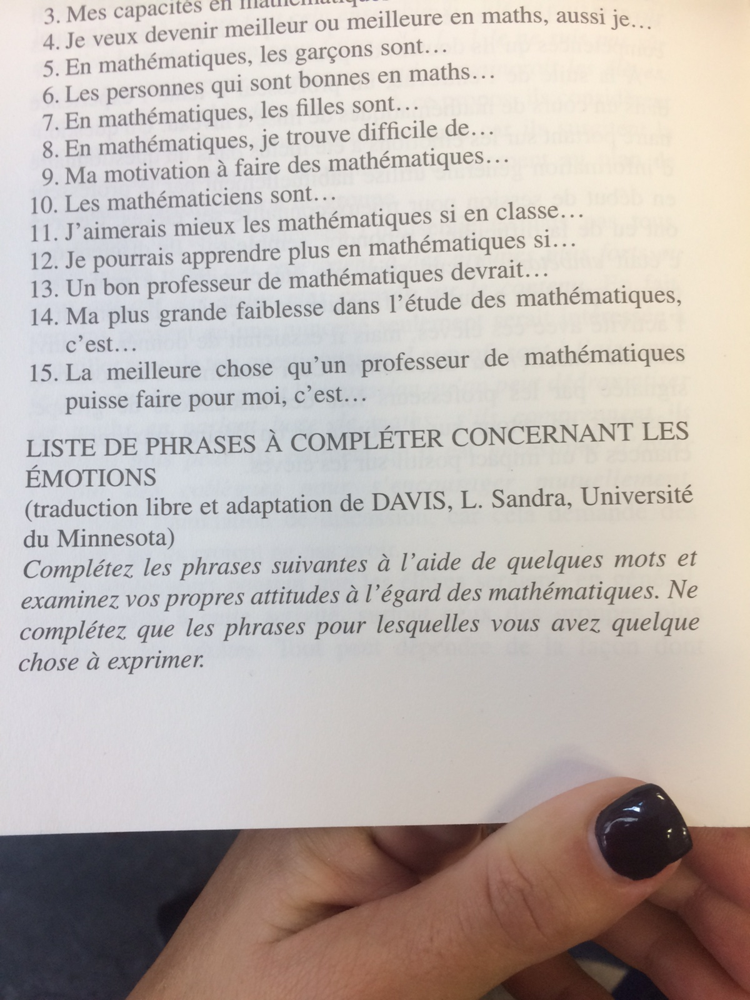 3. Mes capacités en mathématiques
4. Je veux devenir meilleur ou meilleure en maths, aussi je…
5. En mathématiques, les garçons sont…
6. Les personnes qui sont bonnes en maths…
7. En mathématiques, les filles sont…
8. En mathématiques, je trouve difficile de…
9. Ma motivation à faire des mathématiques…
10. Les mathématiciens sont…
11. J’aimerais mieux les mathématiques si en classe…
12. Je pourrais apprendre plus en mathématiques si…
13. Un bon professeur de mathématiques devrait…
14. Ma plus grande faiblesse dans l’étude des mathématiques,
c’est…
15. La meilleure chose qu’un professeur de mathématiques
puisse faire pour moi, c’est…
LISTE DE PHRASES À COMPLÉTER CONCERNANT LES
ÉMOTIONS
(traduction libre et adaptation de DAVIS, L. Sandra, Université
du Minnesota)
Complétez les phrases suivantes à l’aide de quelques mots et
examinez vos propres attitudes à l’égard des mathématiques. Ne
complétez que les phrases pour lesquelles vous avez quelque
chose à exprimer.